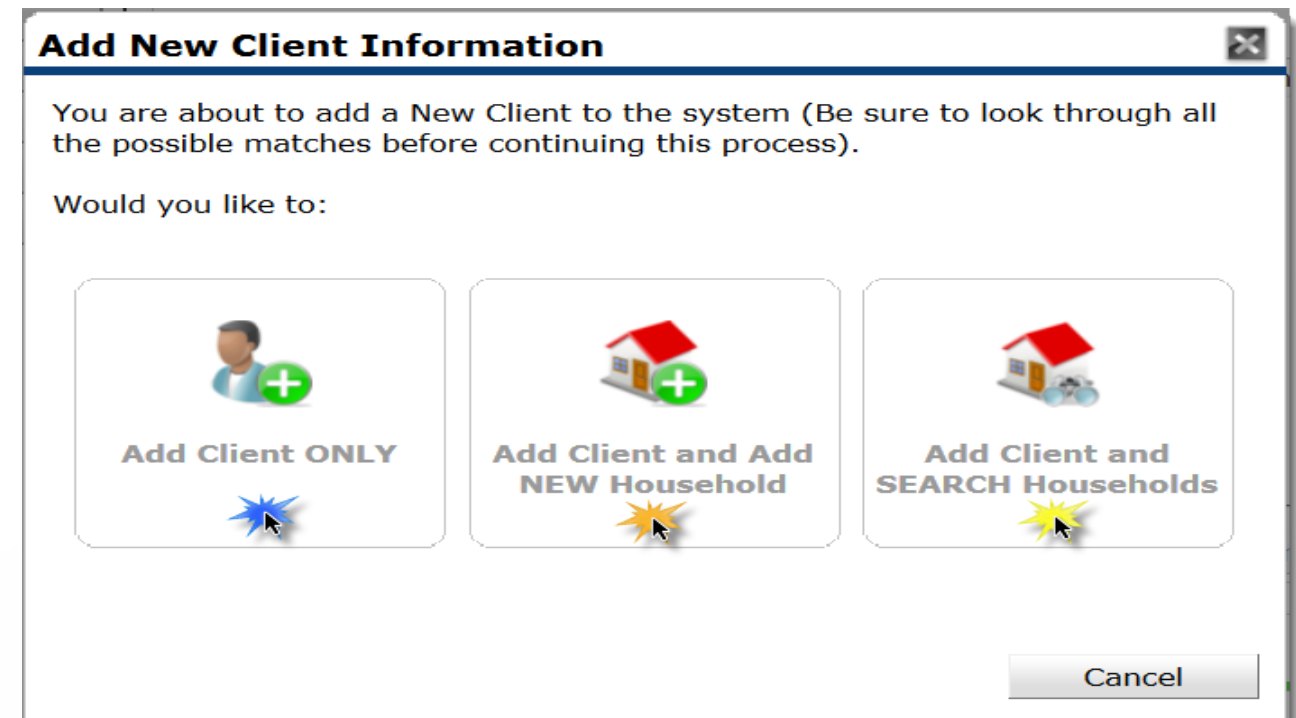 Add New Client Information
You are about to add a New Client to the system (Be sure to look through all
the possible matches before continuing this process).
Would you like to:
Add Client ONLY
Add Client and Add
NEW Household
Add Client and
SEARCH Households
Cancel